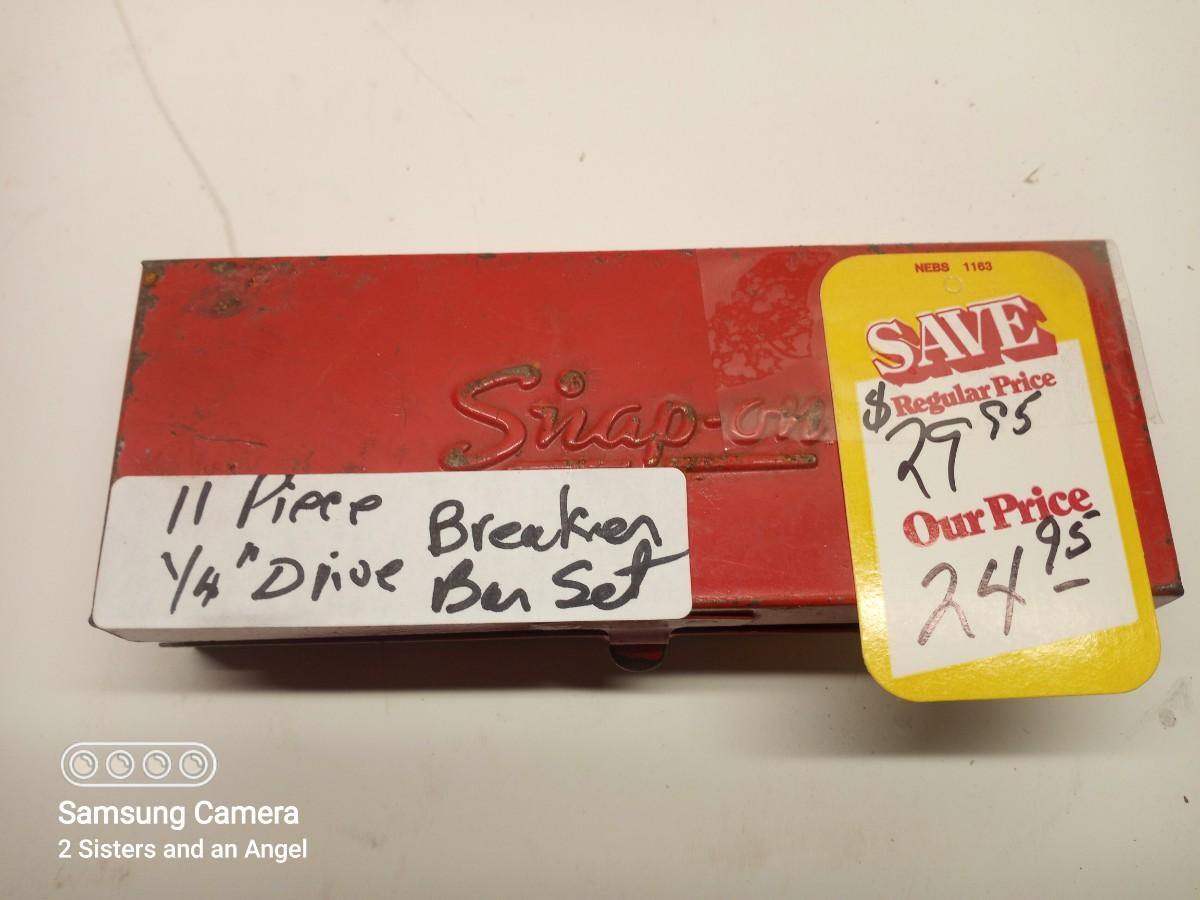 NEBS 1163
SAVE
Regular Price
$ 29 95
Our Price
24 95
Snap-on
11 Piece
1/4" Drive
Breaker
Bar Set
Samsung Camera
2 Sisters and an Angel